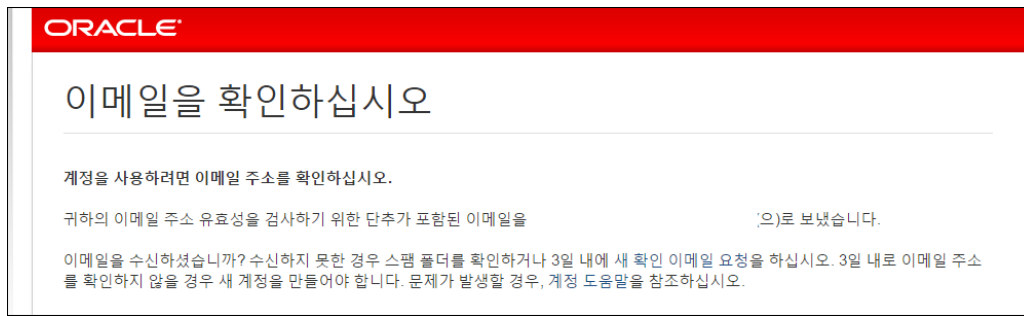 ORACLE
이메일을 확인하십시오
계정을 사용하려면 이메일 주소를 확인하십시오.
귀하의 이메일 주소 유효성을 검사하기 위한 단추가 포함된 이메일을 으)로 보냈습니다.
이메일을 수신하셨습니까? 수신하지 못한 경우 스팸 폴더를 확인하거나 3일 내에 새 확인 이메일 요청을 하십시오. 3일 내로 이메일 주소
를 확인하지 않을 경우 새 계정을 만들어야 합니다. 문제가 발생할 경우, 계정 도움말을 참조하십시오.